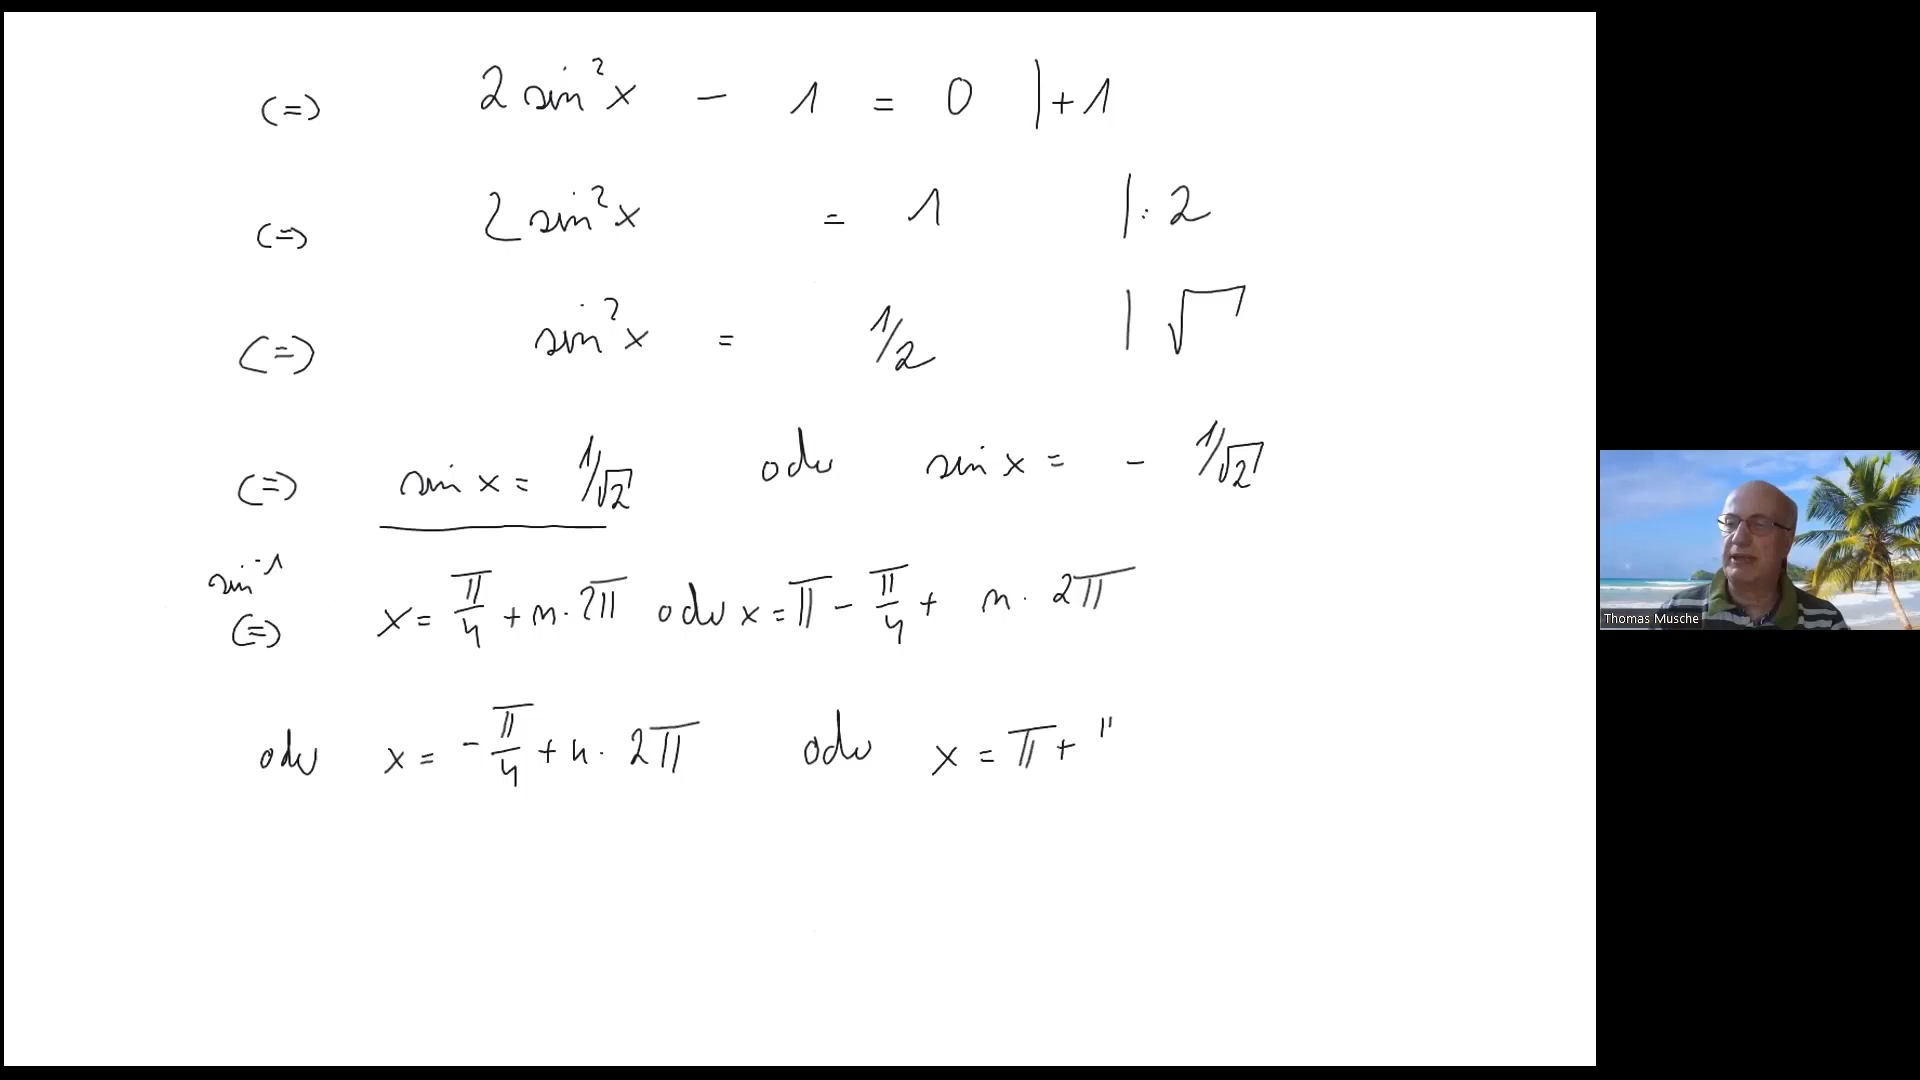 (=) 2 sin²x - 1 = 0 | + 1
(=) 2 sin²x = 1 | : 2
(=) sin²x = 1/2 | √
(=) sin x = 1/√2 oder sin x = - 1/√2
sin⁻¹
(=) x = π/4 + n · 2π oder x = π - π/4 + n · 2π
oder x = - π/4 + n · 2π oder x = π +
Thomas Musche